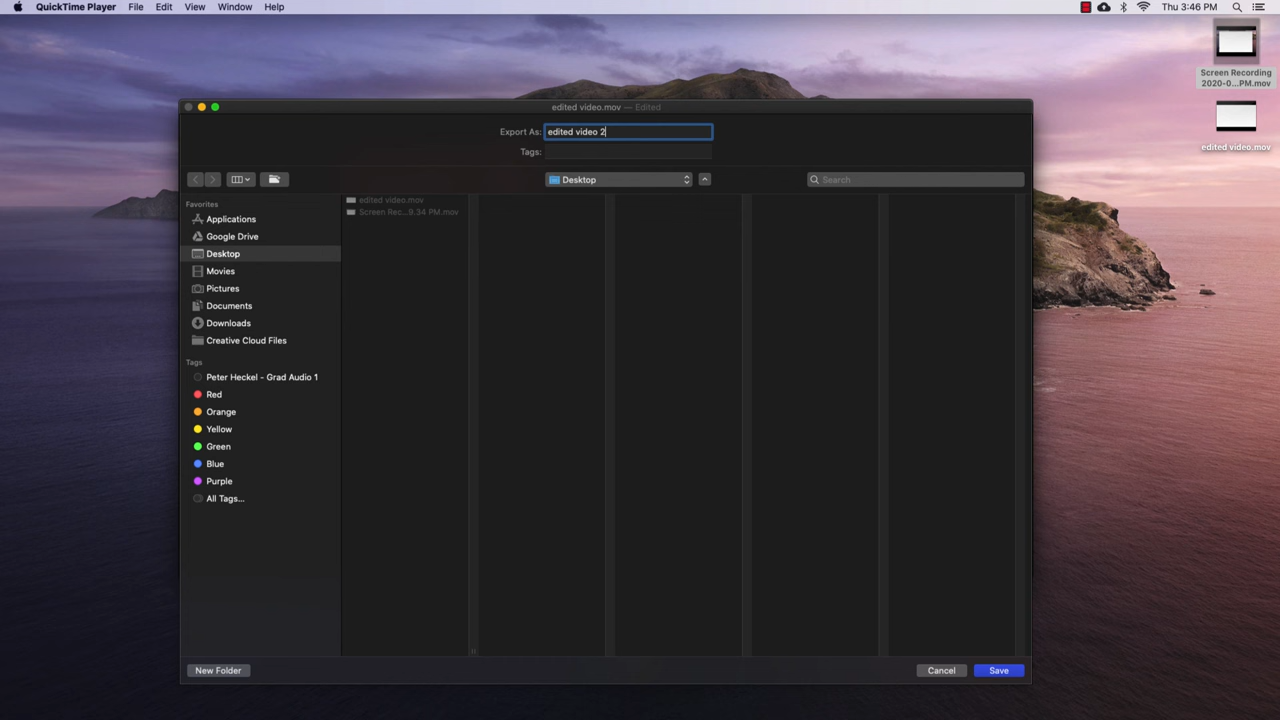 QuickTime Player File Edit View Window Help Thu 3:46 PM
Screen Recording
2020-0...PM.mov
edited video.mov
edited video.mov — Edited
Export As: edited video 2
Tags:
Desktop
Search
Favorites
Applications
Google Drive
Desktop
Movies
Pictures
Documents
Downloads
Creative Cloud Files
Tags
Peter Heckel - Grad Audio 1
Red
Orange
Yellow
Green
Blue
Purple
All Tags...
edited video.mov
Screen Rec...9.34 PM.mov
New Folder
Cancel
Save